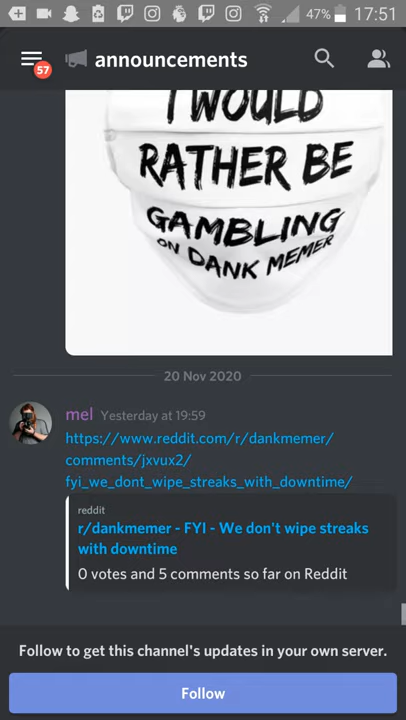 47% 17:51
57
announcements
I WOULD
RATHER BE
GAMBLING
ON DANK MEMER
20 Nov 2020
mel Yesterday at 19:59
https://www.reddit.com/r/dankmemer/
comments/jxvux2/
fyi_we_dont_wipe_streaks_with_downtime/
reddit
r/dankmemer - FYI - We don't wipe streaks
with downtime
0 votes and 5 comments so far on Reddit
Follow to get this channel's updates in your own server.
Follow